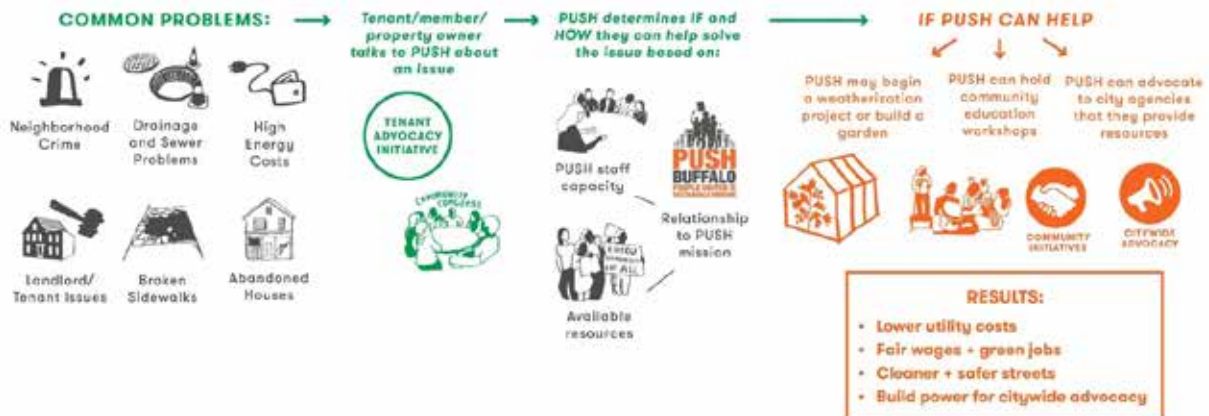 COMMON PROBLEMS:
Neighborhood
Crime
Drainage
and Sewer
Problems
High
Energy
Costs
Landlord/
Tenant Issues
Broken
Sidewalks
Abandoned
Houses
Tenant/member/
property owner
talks to PUSH about
an issue
TENANT
ADVOCACY
INITIATIVE
COMMUNITY
CONGRESS
PUSH determines IF and
HOW they can help solve
the issue based on:
PUSH staff
capacity
PUSH
BUFFALO
Relationship
to PUSH
mission
ALL
Available
resources
IF PUSH CAN HELP
PUSH may begin
a weatherization
project or build a
garden
PUSH can hold
community
education
workshops
PUSH can advocate
to city agencies
that they provide
resources
COMMUNITY
INITIATIVES
CITYWIDE
ADVOCACY
RESULTS:
• Lower utility costs
• Fair wages + green jobs
• Cleaner + safer streets
• Build power for citywide advocacy